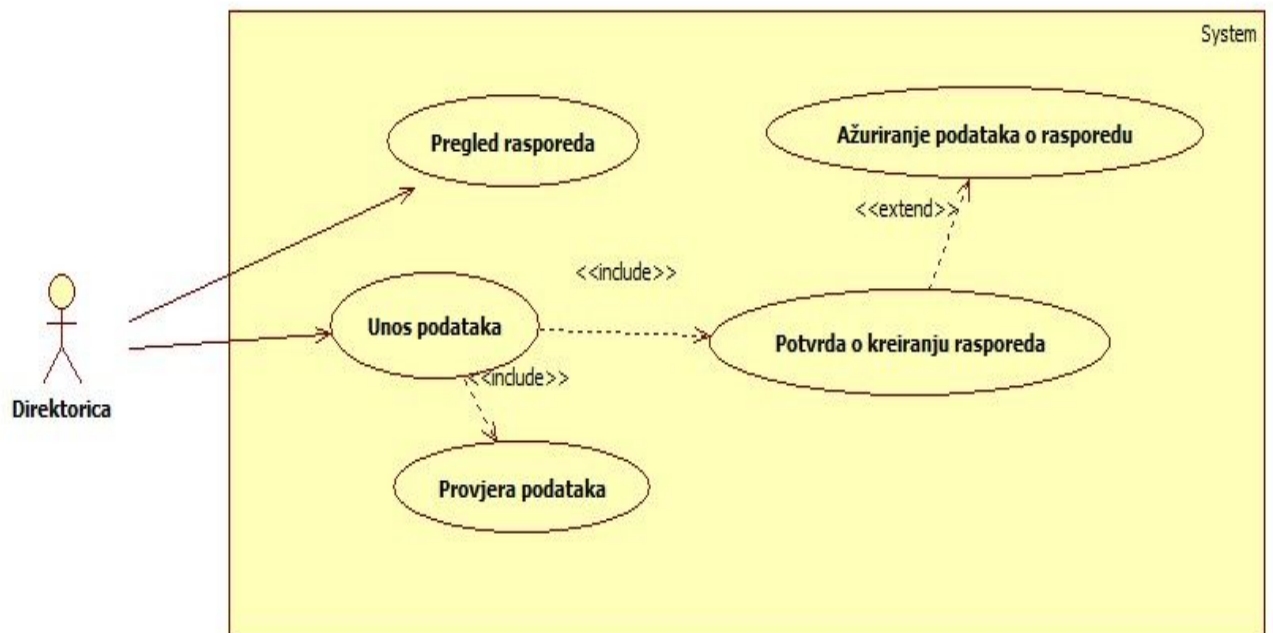 System
Pregled rasporeda
Ažuriranje podataka o rasporedu
<<extend>>
<<include>>
Unos podataka
Potvrda o kreiranju rasporeda
<<include>>
Direktorica
Provjera podataka